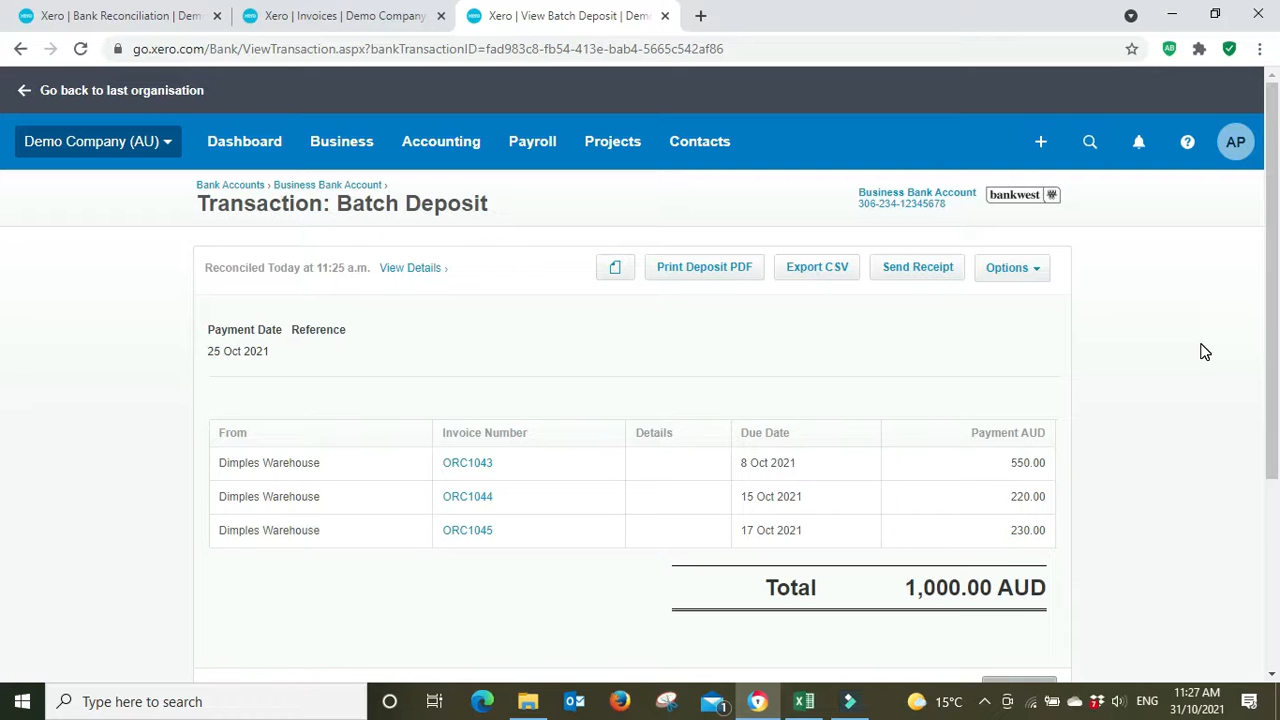 Xero | Bank Reconciliation | Demo
Xero | Invoices | Demo Company
Xero | View Batch Deposit | Demo
go.xero.com/Bank/ViewTransaction.aspx?bankTransactionID=fad983c8-fb54-413e-bab4-5665c542af86
Go back to last organisation
Demo Company (AU) Dashboard Business Accounting Payroll Projects Contacts AP
Bank Accounts › Business Bank Account ›
Transaction: Batch Deposit
Business Bank Account
306-234-12345678
bankwest
Reconciled Today at 11:25 a.m. View Details › Print Deposit PDF Export CSV Send Receipt Options
Payment Date Reference
25 Oct 2021
From Invoice Number Details Due Date Payment AUD
Dimples Warehouse ORC1043 8 Oct 2021 550.00
Dimples Warehouse ORC1044 15 Oct 2021 220.00
Dimples Warehouse ORC1045 17 Oct 2021 230.00
Total 1,000.00 AUD
Type here to search 1 15°C 7 ENG
11:27 AM
31/10/2021